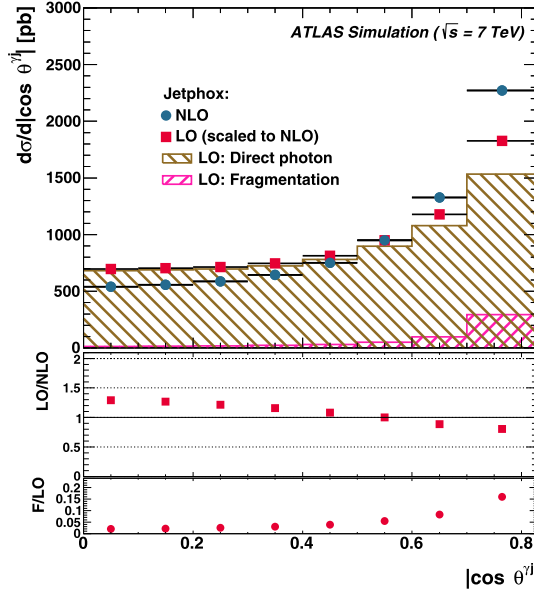 dσ/d|cos θ^γj| [pb]
3000
2500
2000
1500
1000
500
0
ATLAS Simulation (√s = 7 TeV)
Jetphox:
NLO
LO (scaled to NLO)
LO: Direct photon
LO: Fragmentation
LO/NLO
2
1.5
1
0.5
0
F/LO
0.2
0.15
0.1
0.05
0
0 0.2 0.4 0.6 0.8
|cos θ^γj|